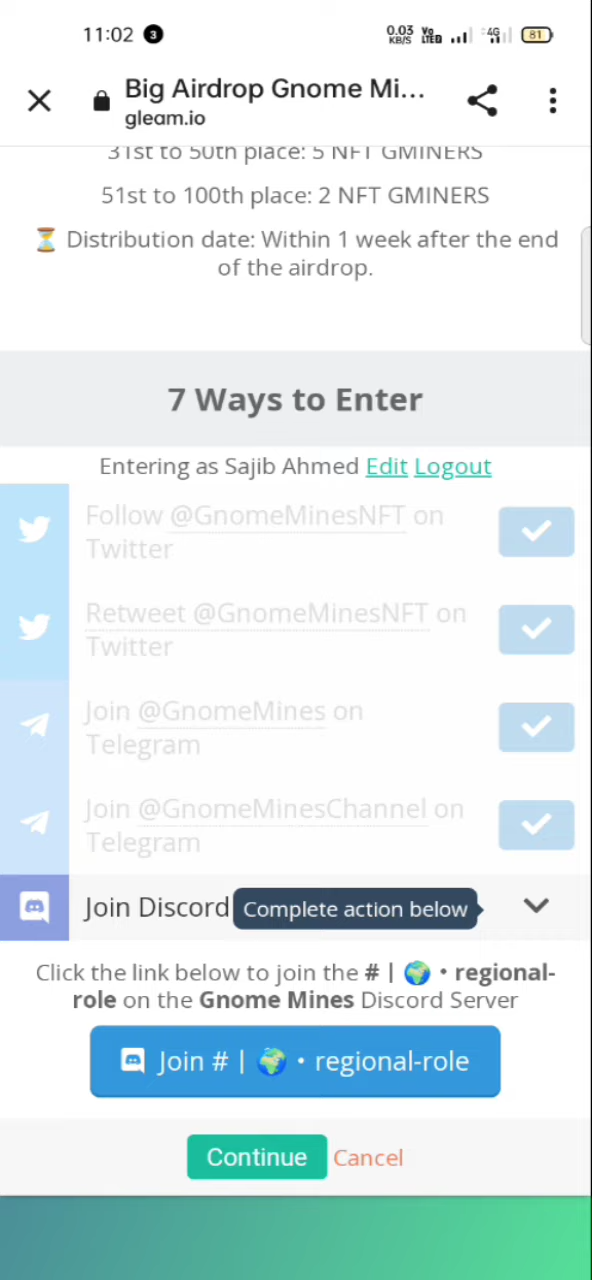 11:02 3 0.03 KB/S Vo LTED 4G 81
Big Airdrop Gnome Mi...
gleam.io
31st to 50th place: 5 NFT GMINERS
51st to 100th place: 2 NFT GMINERS
⏳ Distribution date: Within 1 week after the end
of the airdrop.
7 Ways to Enter
Entering as Sajib Ahmed Edit Logout
Follow @GnomeMinesNFT on
Twitter
Retweet @GnomeMinesNFT on
Twitter
Join @GnomeMines on
Telegram
Join @GnomeMinesChannel on
Telegram
Join Discord Complete action below
Click the link below to join the # | 🌍 • regional-
role on the Gnome Mines Discord Server
Join # | 🌍 • regional-role
Continue Cancel